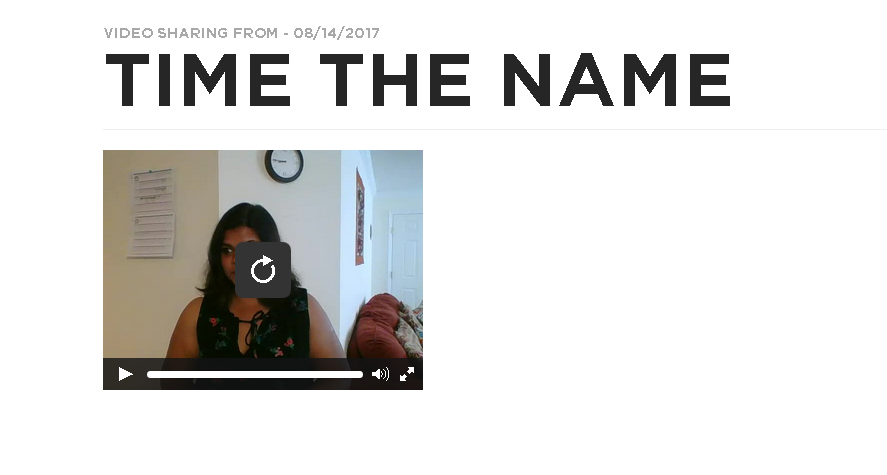 VIDEO SHARING FROM - 08/14/2017
TIME THE NAME